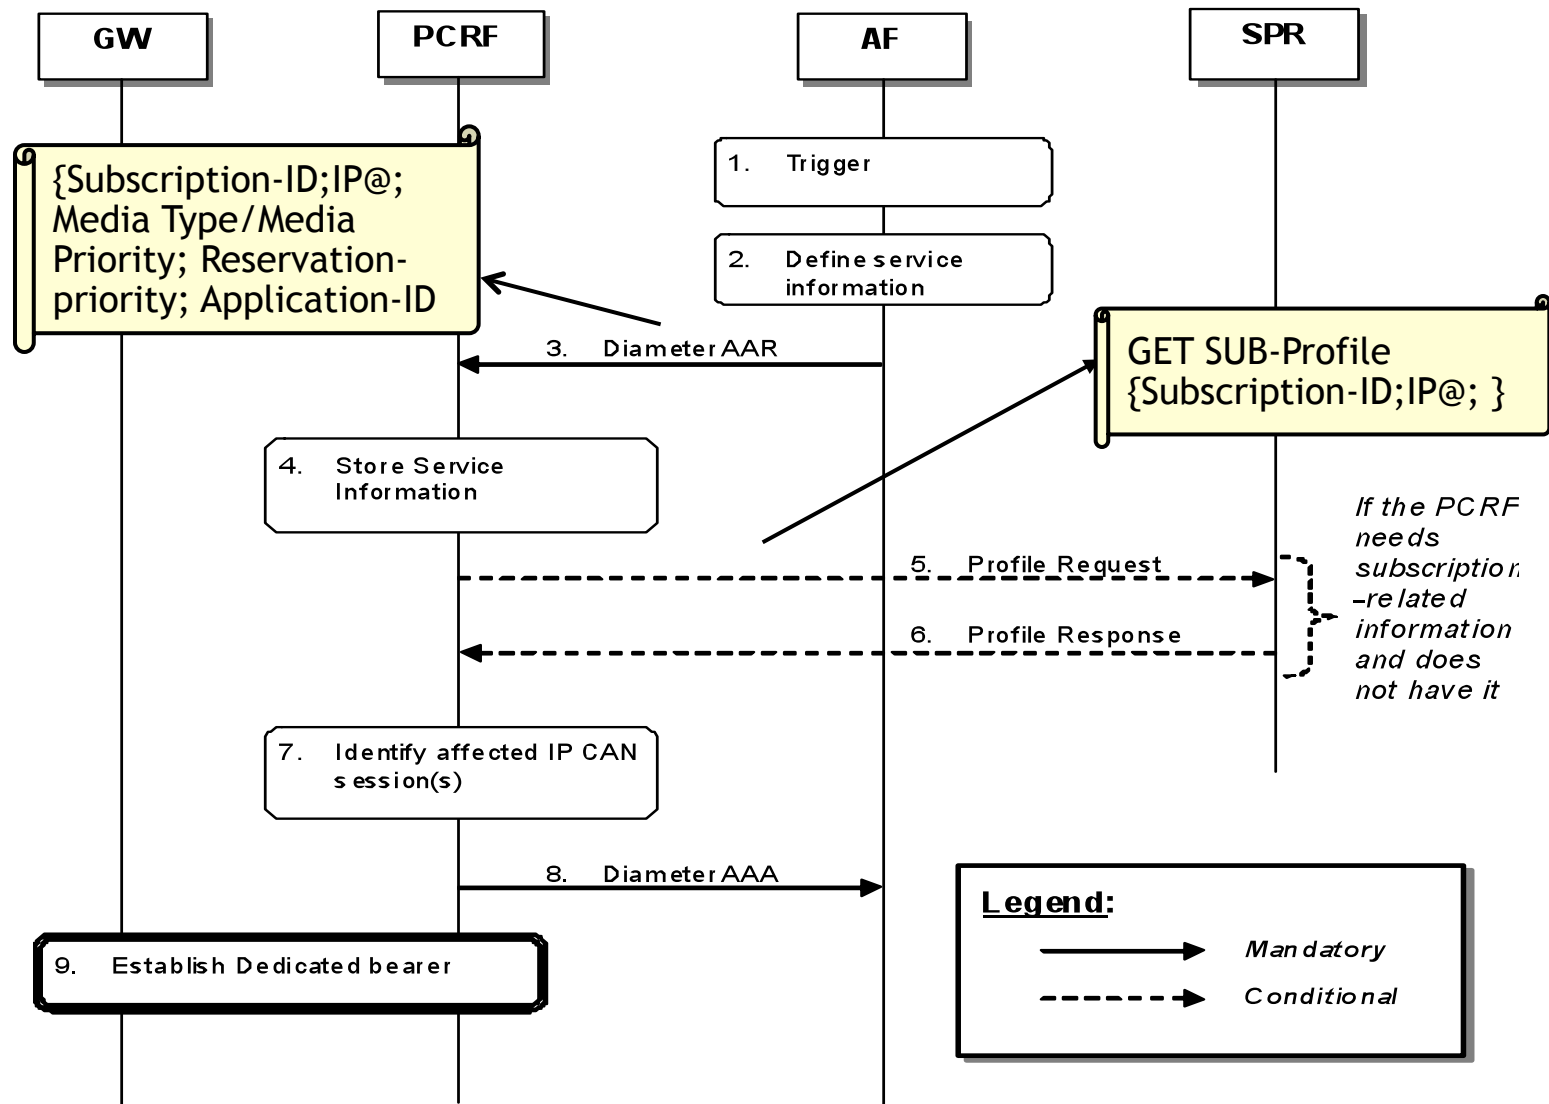 GW
PCRF
AF
SPR
{Subscription-ID;IP@;
Media Type/Media
Priority; Reservation-
priority; Application-ID
1. Trigger
2. Define service
information
3. Diameter AAR
GET SUB-Profile
{Subscription-ID;IP@; }
4. Store Service
Information
5. Profile Request
6. Profile Response
If the PCRF
needs
subscription
-related
information
and does
not have it
7. Identify affected IP CAN
session(s)
8. Diameter AAA
9. Establish Dedicated bearer
Legend:
Mandatory
Conditional